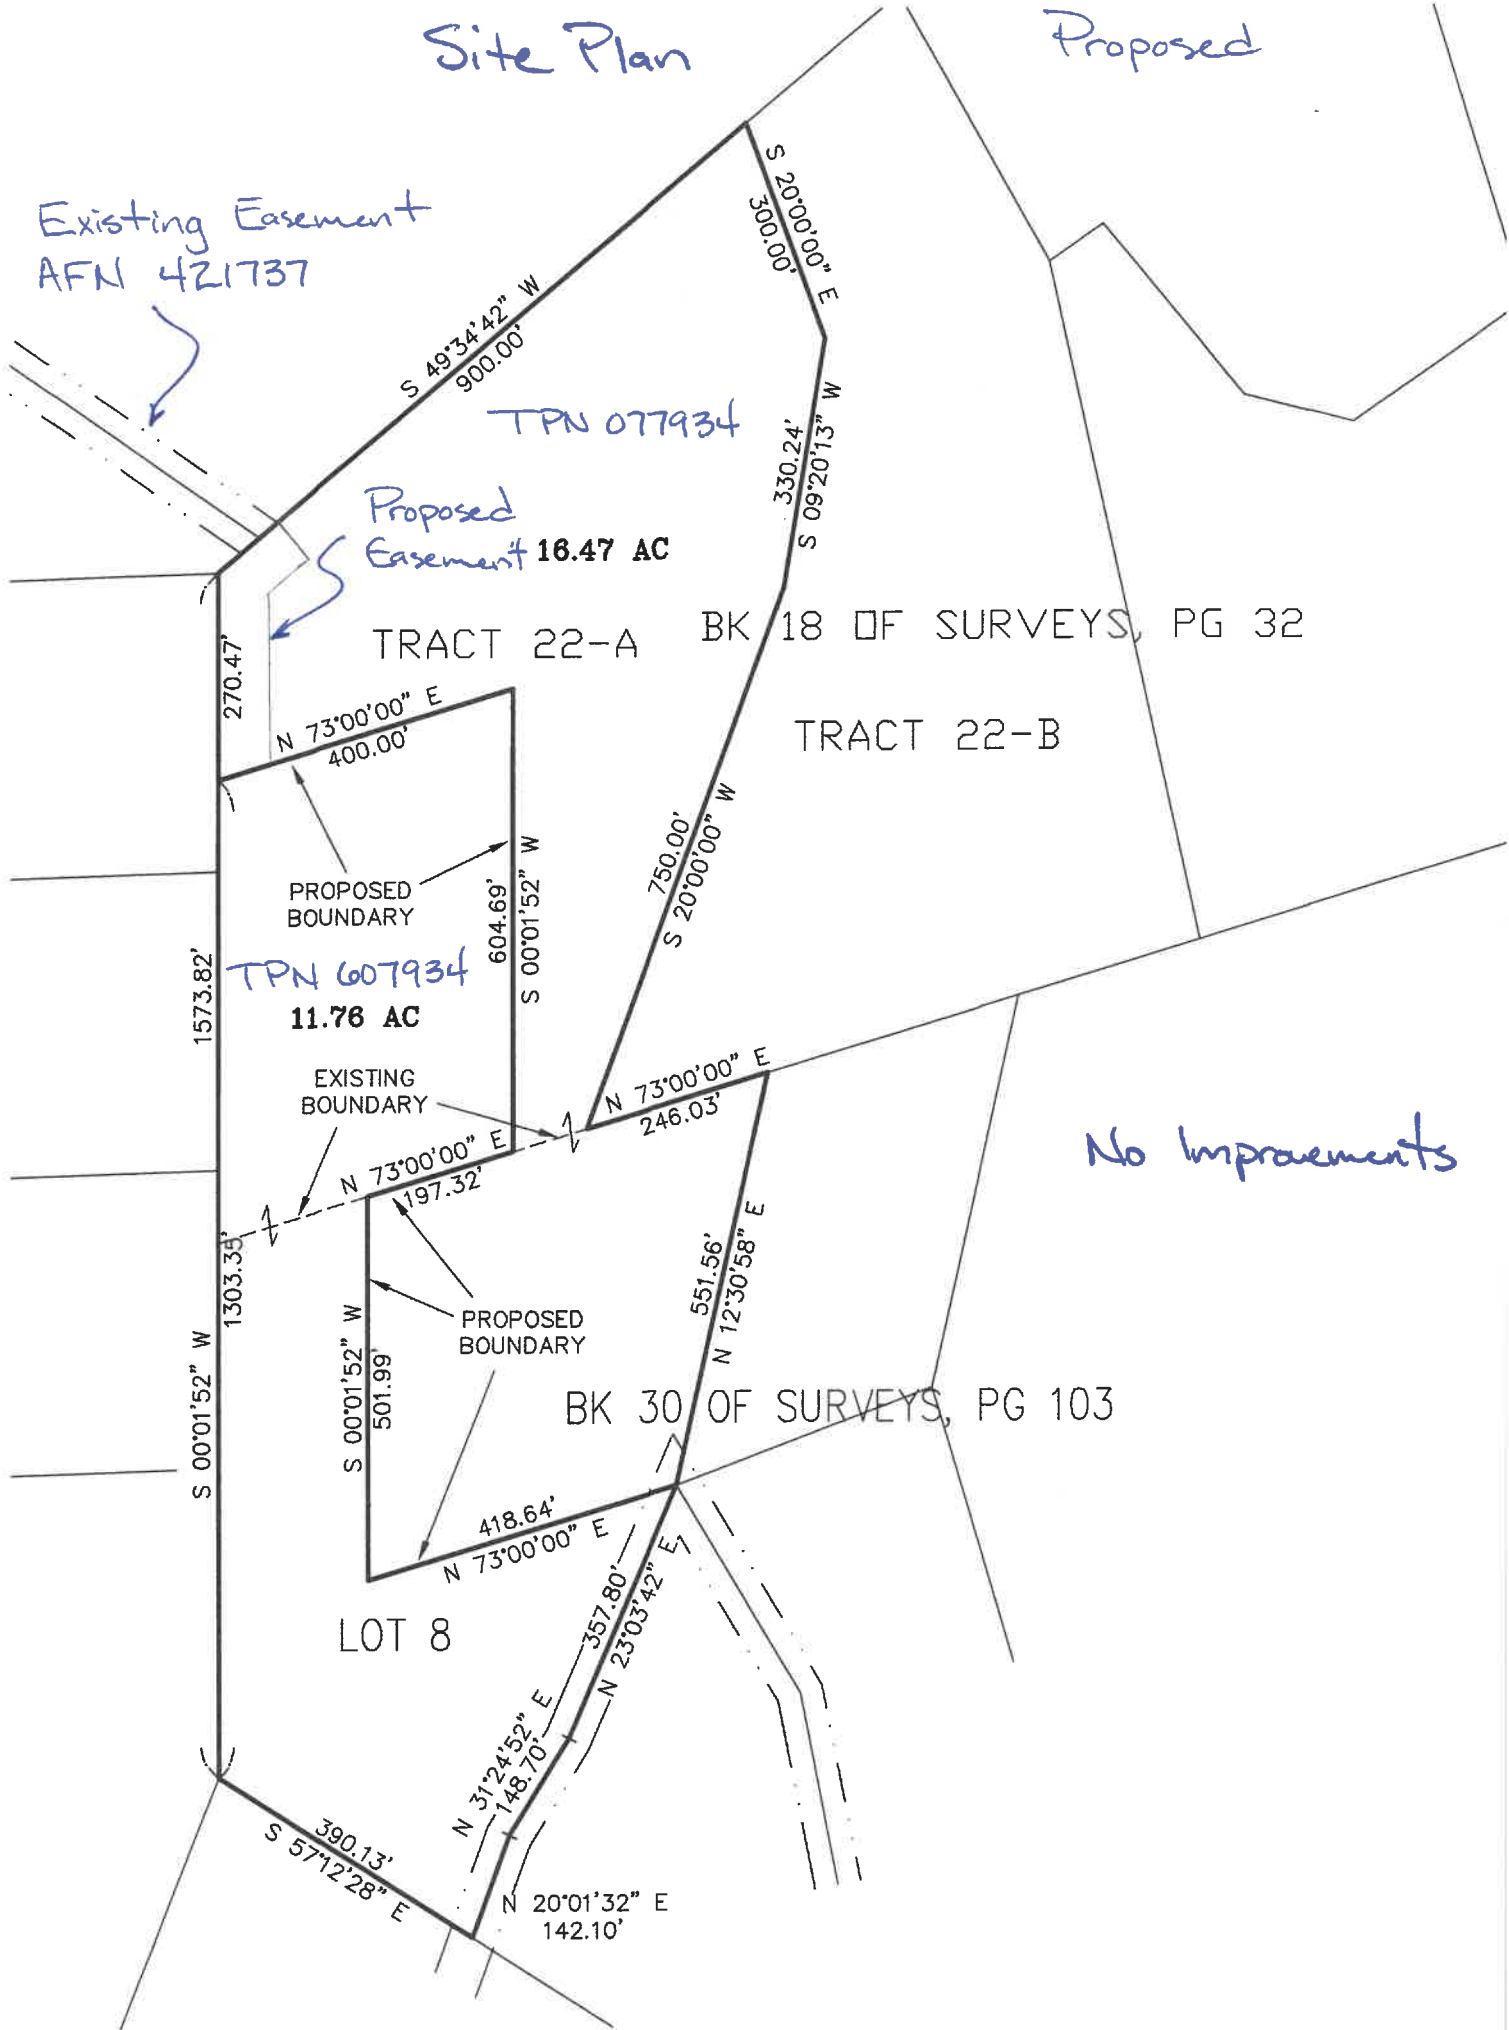 Site Plan
Proposed
Existing Easement
AFN 421737
S 20°00'00" E
300.00'
S 49°34'42" W
900.00'
TPN 077934
330.24'
S 09°20'13" W
Proposed
Easement 16.47 AC
TRACT 22-A
BK 18 OF SURVEYS, PG 32
270.47'
N 73°00'00" E
400.00'
TRACT 22-B
750.00'
S 20°00'00" W
PROPOSED
BOUNDARY
604.69'
S 00°01'52" W
1573.82'
TPN 607934
11.76 AC
EXISTING
BOUNDARY
N 73°00'00" E
246.03'
N 73°00'00" E
197.32'
No Improvements
1303.35'
551.56'
N 12°30'58" E
PROPOSED
BOUNDARY
S 00°01'52" W
501.99'
S 00°01'52" W
BK 30 OF SURVEYS, PG 103
418.64'
N 73°00'00" E
357.80'
N 23°03'42" E
LOT 8
N 31°24'52" E
148.70'
390.13'
S 57°12'28" E
N 20°01'32" E
142.10'